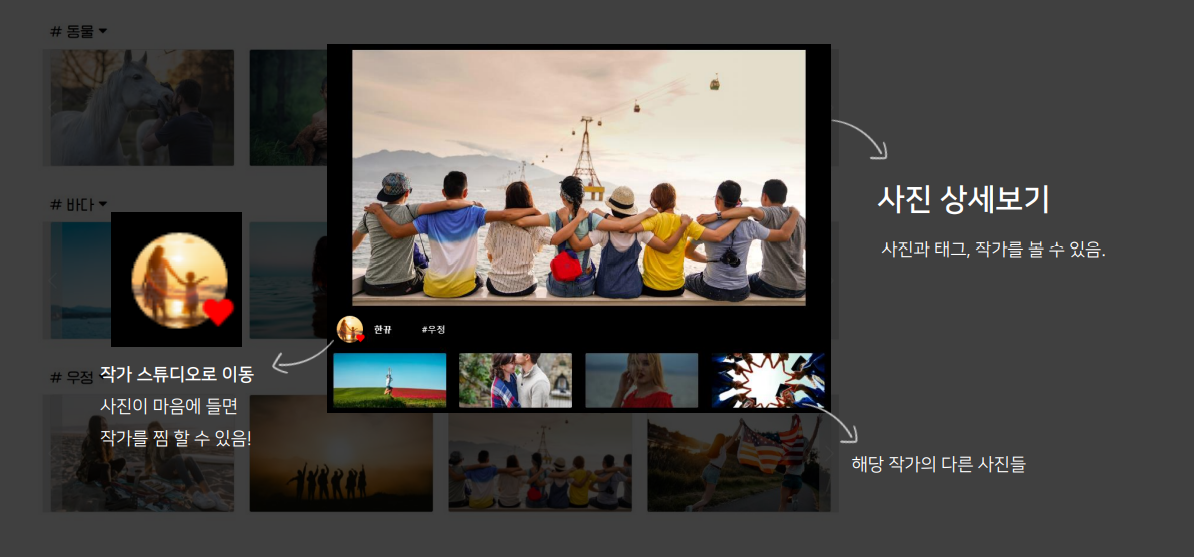 # 동물
# 바다
# 우정
사진 상세보기
사진과 태그, 작가를 볼 수 있음.
한뀨
#우정
작가 스튜디오로 이동
사진이 마음에 들면
작가를 찜 할 수 있음!
해당 작가의 다른 사진들